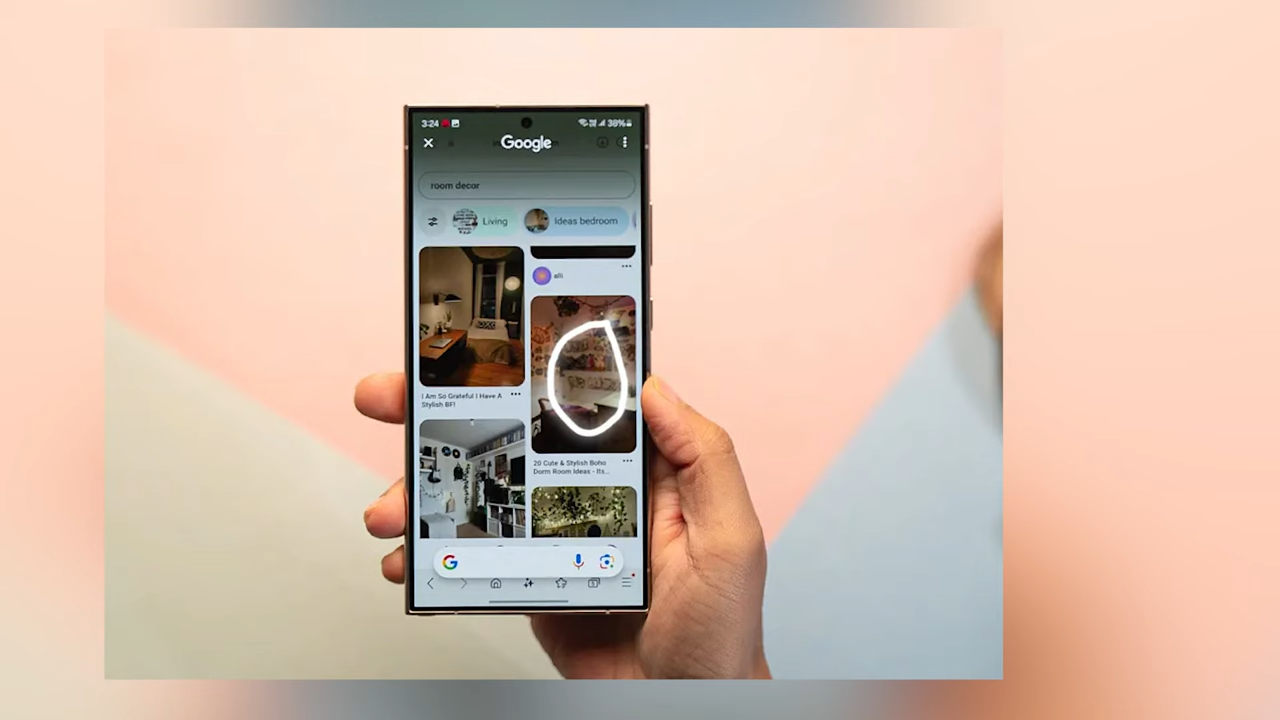 3:24
38%
Google
room decor
Living
Ideas bedroom
alli
I Am So Grateful I Have A
Stylish BF!
20 Cute & Stylish Boho
Dorm Room Ideas - Its...
G